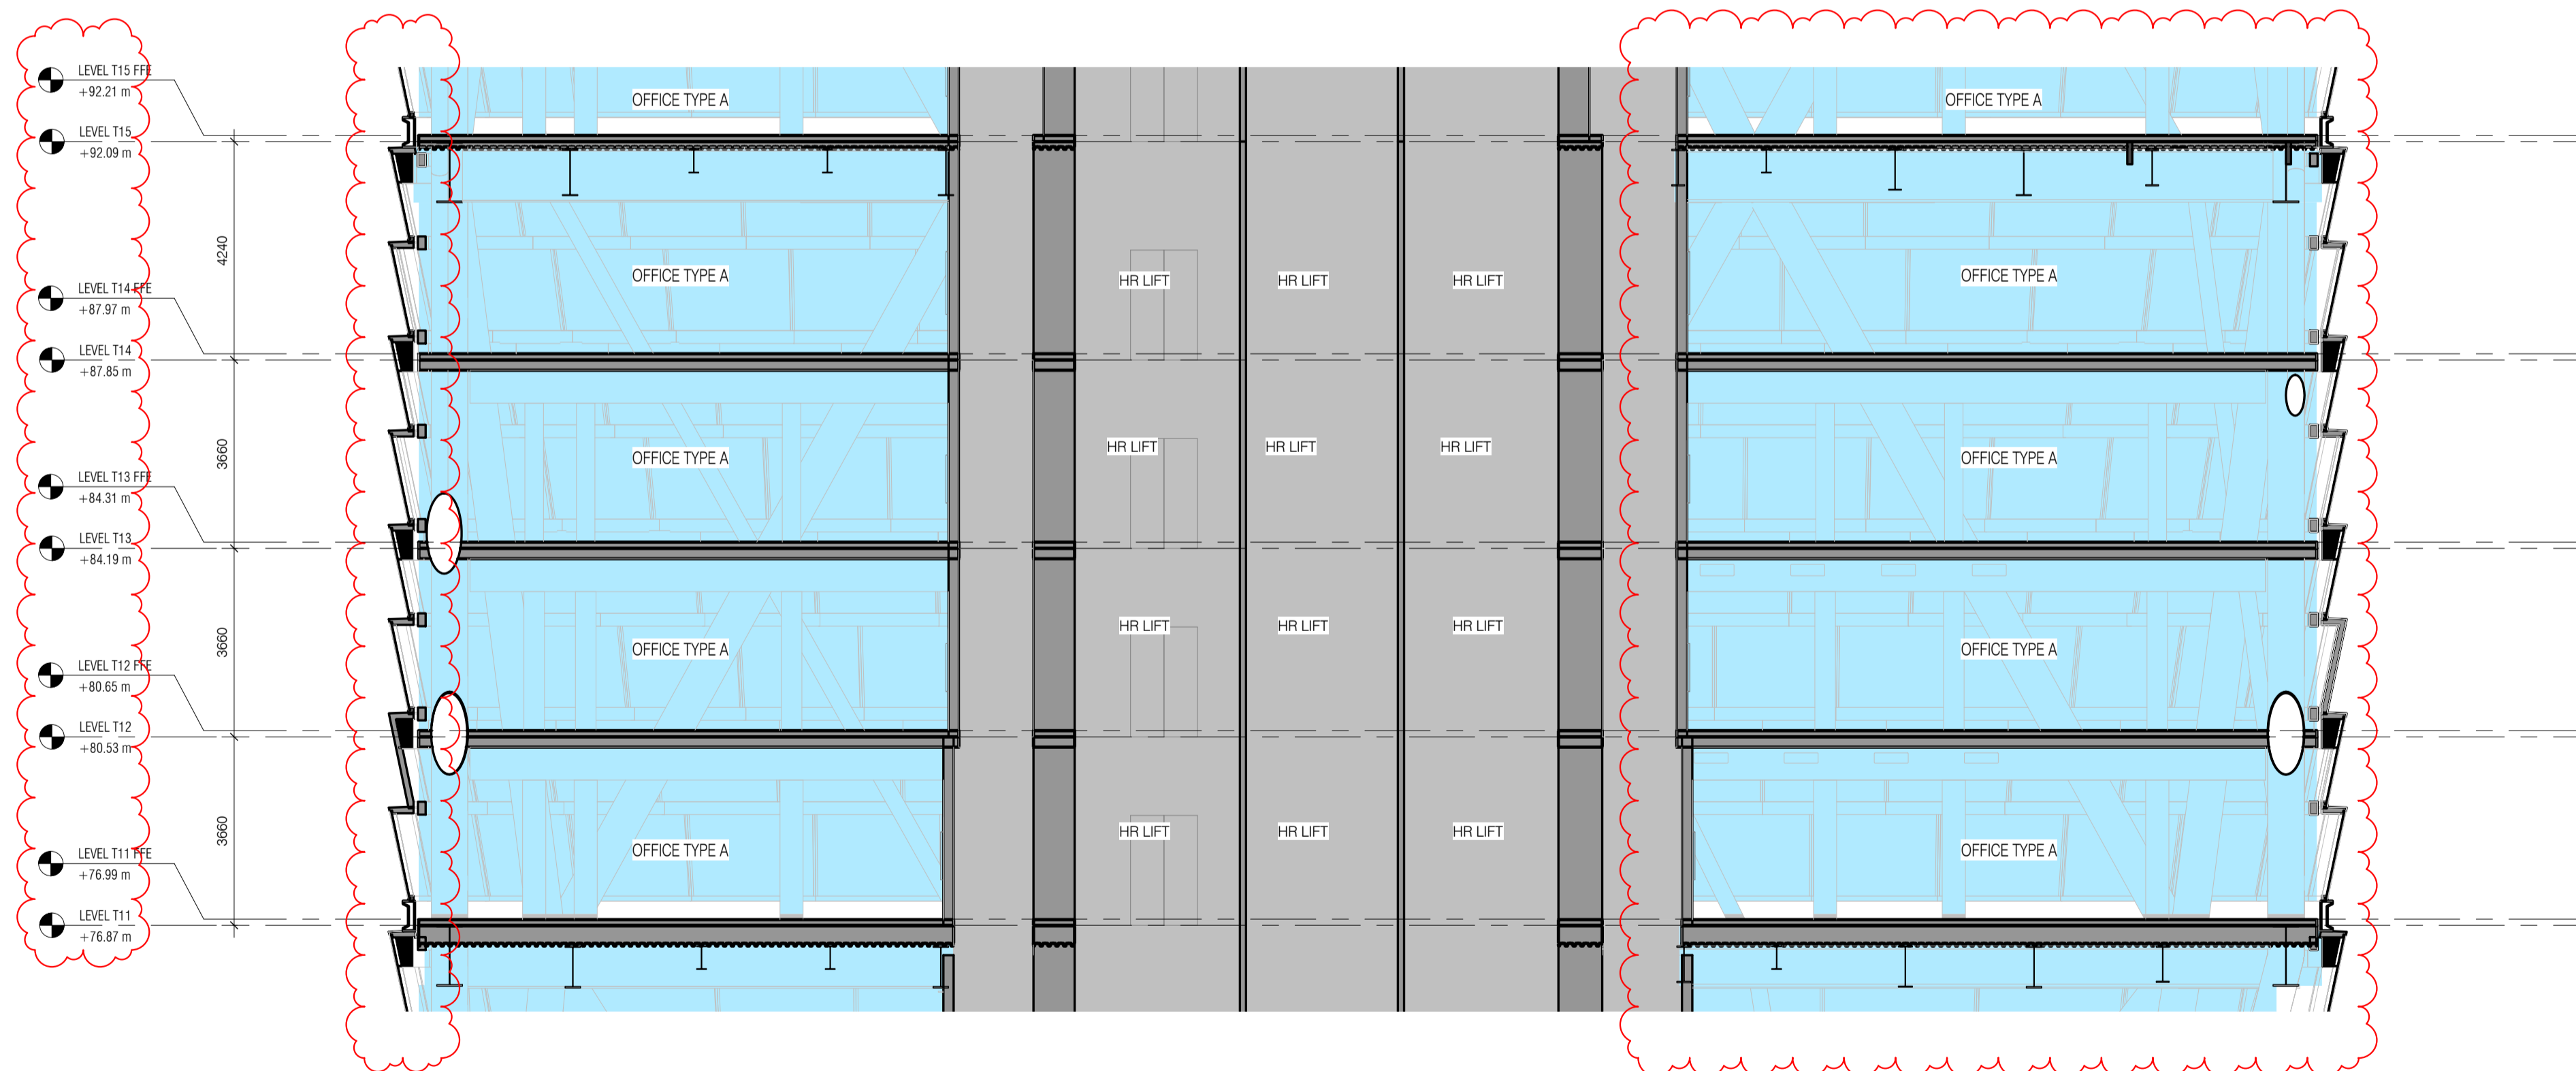 LEVEL T15 FFE
+92.21 m
OFFICE TYPE A
OFFICE TYPE A
LEVEL T15
+92.09 m
4240
OFFICE TYPE A
HR LIFT
HR LIFT
HR LIFT
OFFICE TYPE A
LEVEL T14 FFE
+87.97 m
LEVEL T14
+87.85 m
3660
OFFICE TYPE A
HR LIFT
HR LIFT
HR LIFT
OFFICE TYPE A
LEVEL T13 FFE
+84.31 m
LEVEL T13
+84.19 m
3660
OFFICE TYPE A
HR LIFT
HR LIFT
HR LIFT
OFFICE TYPE A
LEVEL T12 FFE
+80.65 m
LEVEL T12
+80.53 m
3660
OFFICE TYPE A
HR LIFT
HR LIFT
HR LIFT
OFFICE TYPE A
LEVEL T11 FFE
+76.99 m
LEVEL T11
+76.87 m